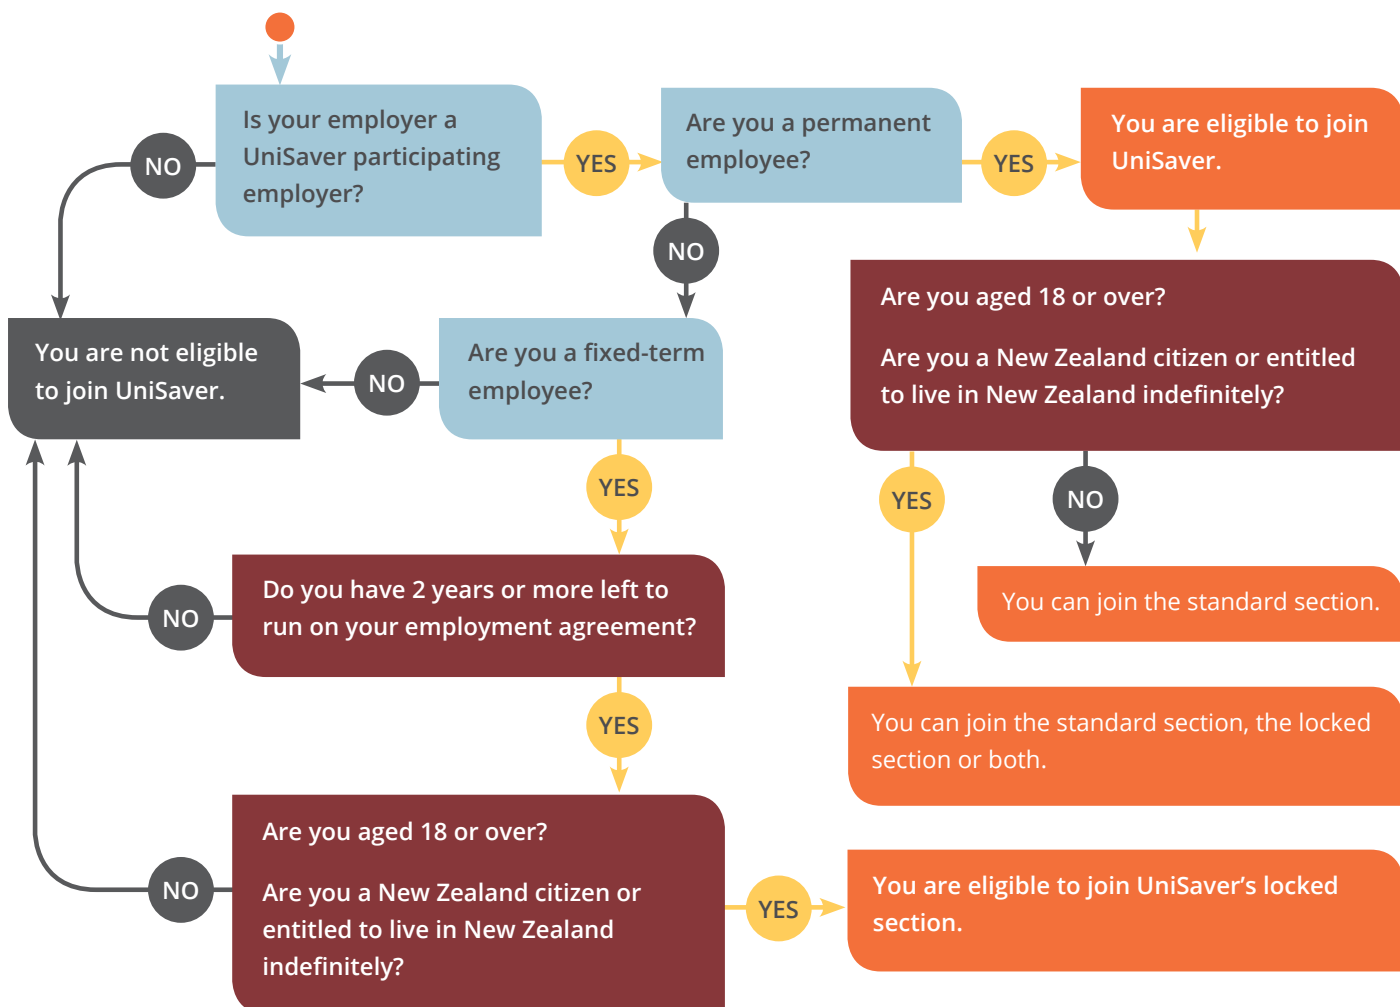 Is your employer a
UniSaver participating
employer?
NO
YES
Are you a permanent
employee?
YES
You are eligible to join
UniSaver.
NO
Are you aged 18 or over?
Are you a New Zealand citizen or entitled
to live in New Zealand indefinitely?
You are not eligible
to join UniSaver.
NO
Are you a fixed-term
employee?
YES
YES
NO
Do you have 2 years or more left to
run on your employment agreement?
NO
You can join the standard section.
YES
You can join the standard section, the locked
section or both.
Are you aged 18 or over?
Are you a New Zealand citizen or
entitled to live in New Zealand
indefinitely?
NO
YES
You are eligible to join UniSaver’s locked
section.